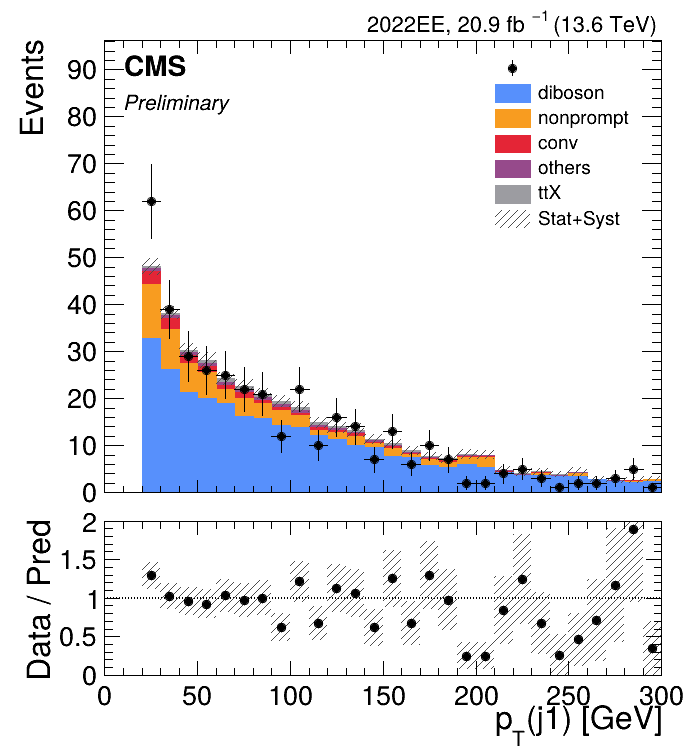 2022EE, 20.9 fb⁻¹ (13.6 TeV)
CMS
Preliminary
Events
90
80
70
60
50
40
30
20
10
0
diboson
nonprompt
conv
others
ttX
Stat+Syst
Data / Pred
2
1.5
1
0.5
0
0 50 100 150 200 250 300
p_T(j1) [GeV]